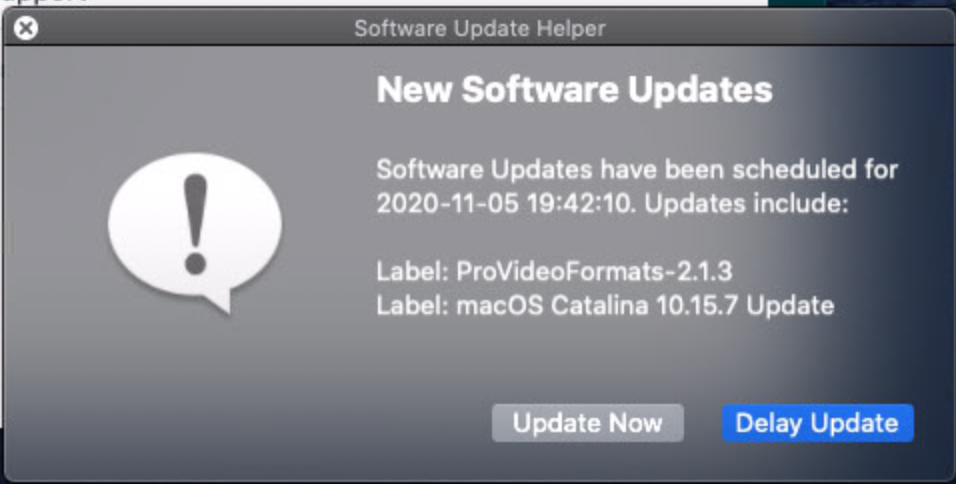 Software Update Helper
New Software Updates
Software Updates have been scheduled for
2020-11-05 19:42:10. Updates include:
Label: ProVideoFormats-2.1.3
Label: macOS Catalina 10.15.7 Update
Update Now
Delay Update